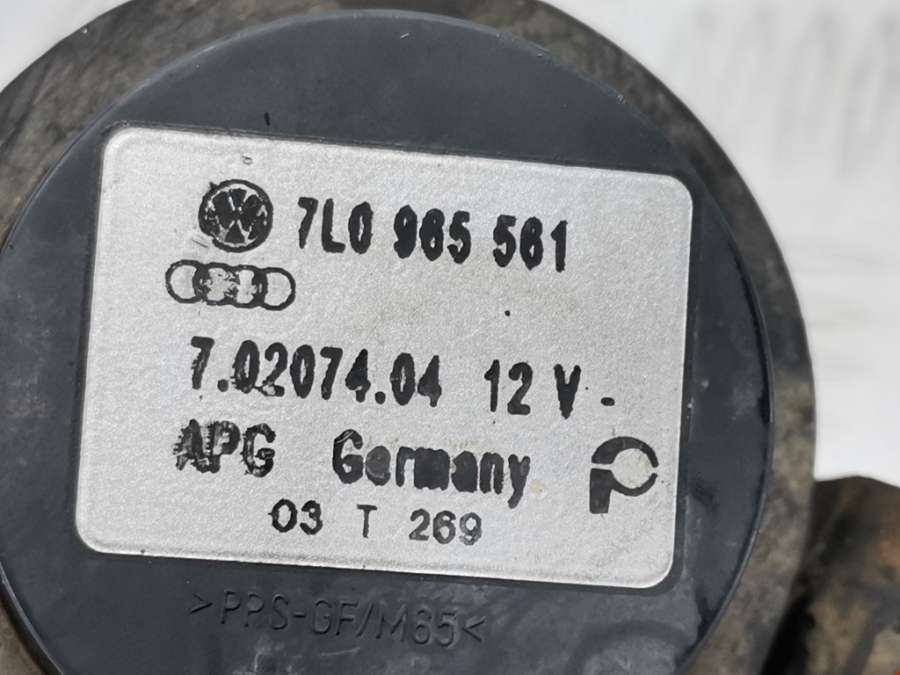 7L0 965 561
7.02074.04 12 V -
APG Germany
03 T 269
>PPS-GF/M65<